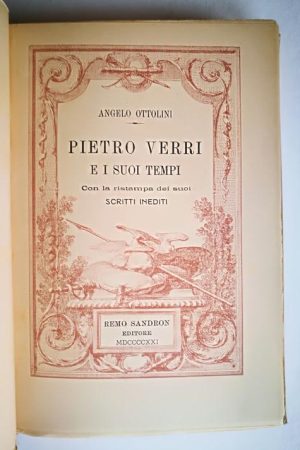 ANGELO OTTOLINI
PIETRO VERRI
E I SUOI TEMPI
Con la ristampa dei suoi
SCRITTI INEDITI
REMO SANDRON
EDITORE
MDCCCCXXI